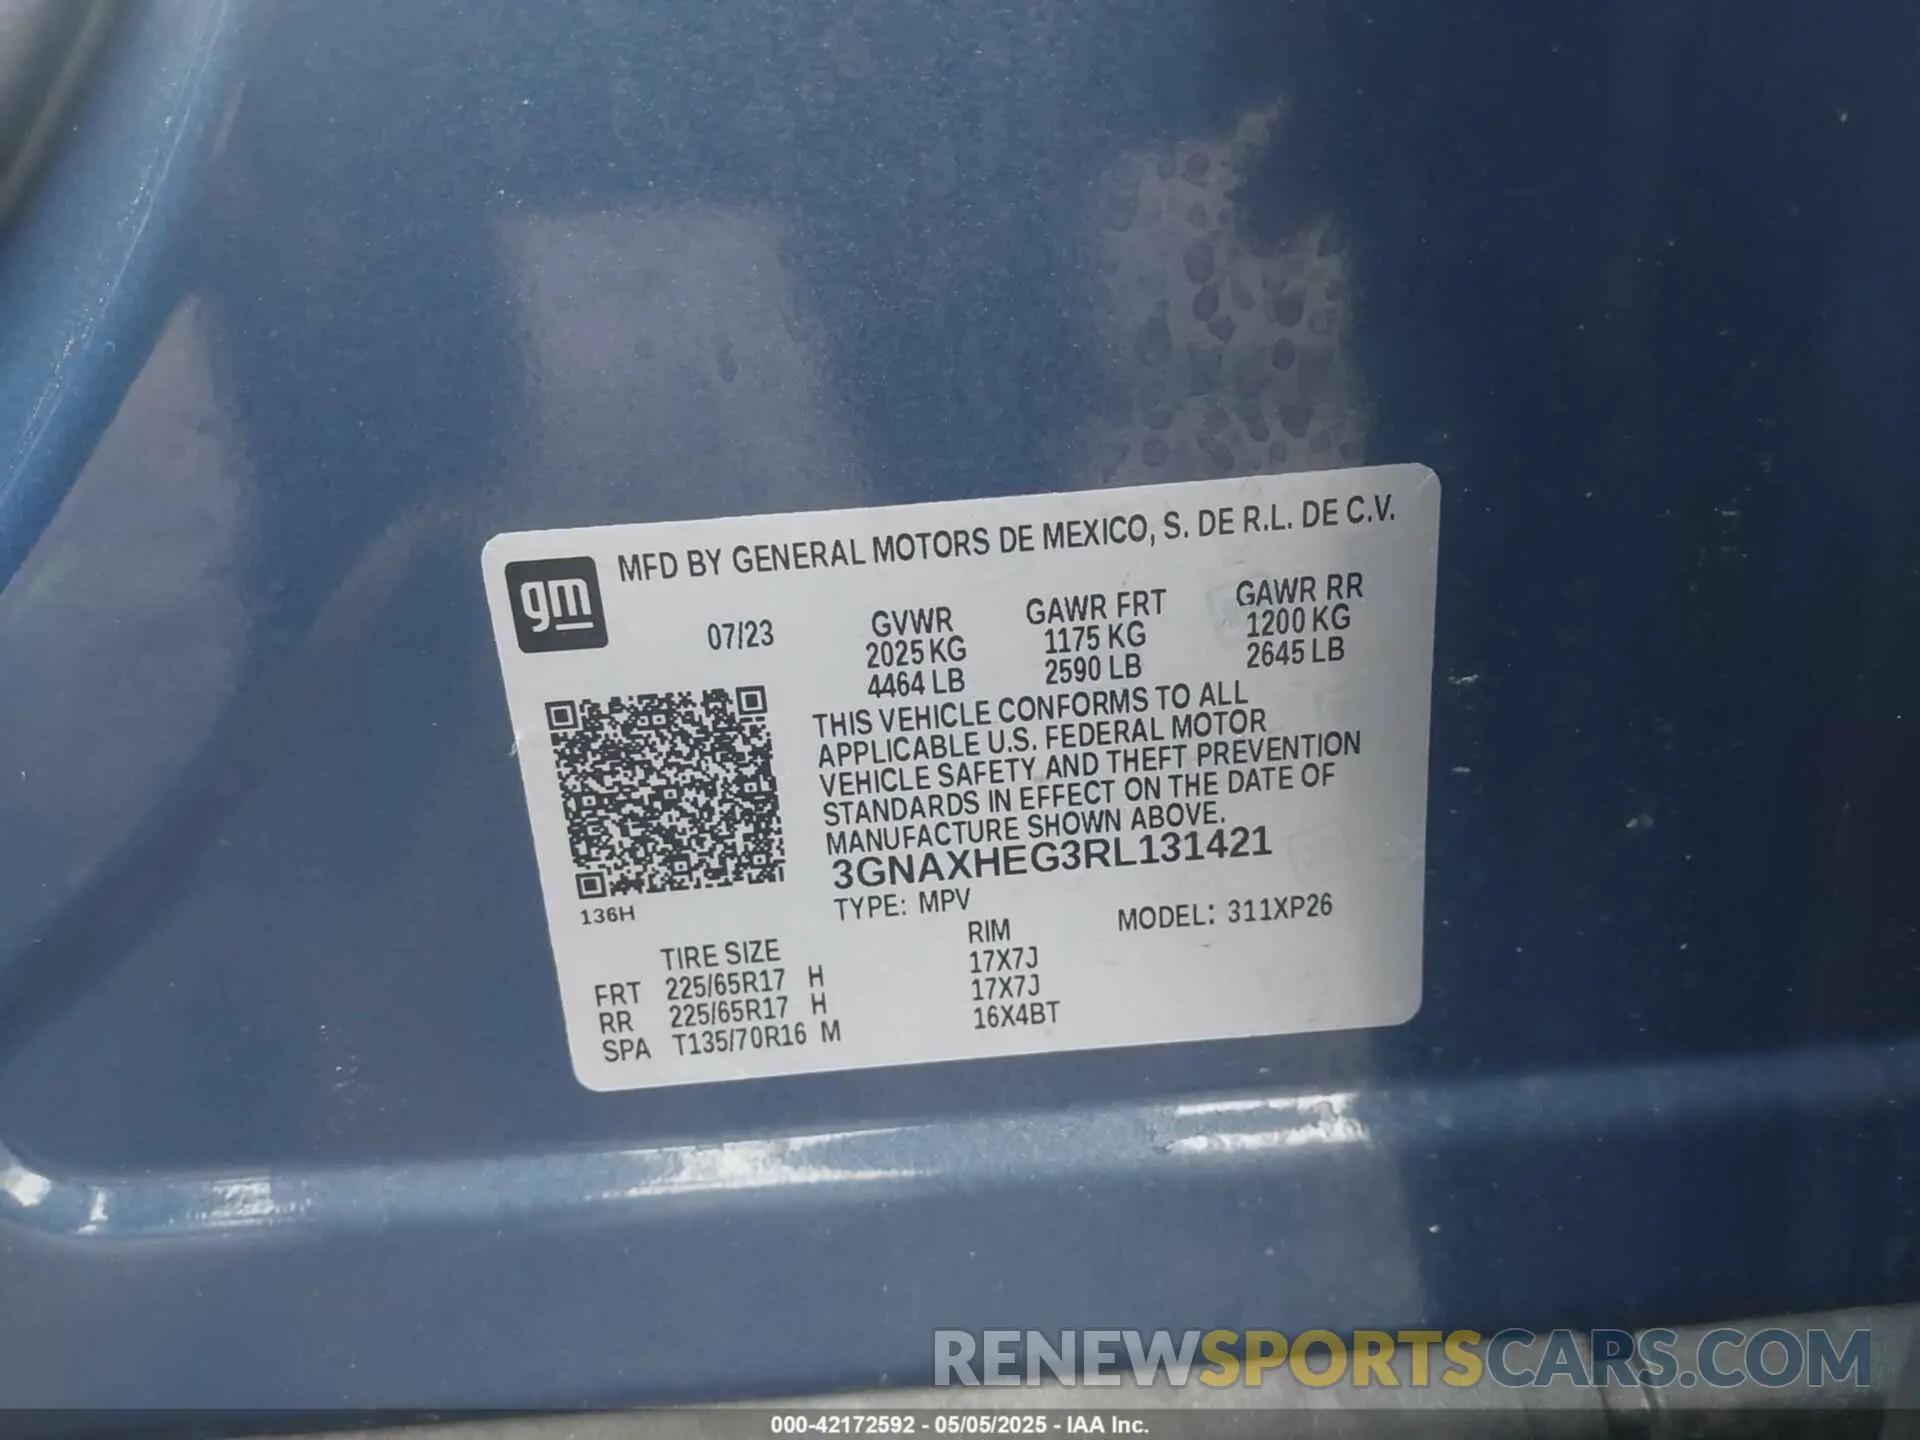 gm
MFD BY GENERAL MOTORS DE MEXICO, S. DE R.L. DE C.V.
07/23 GVWR GAWR FRT GAWR RR
2025 KG 1175 KG 1200 KG
4464 LB 2590 LB 2645 LB
THIS VEHICLE CONFORMS TO ALL
APPLICABLE U.S. FEDERAL MOTOR
VEHICLE SAFETY AND THEFT PREVENTION
STANDARDS IN EFFECT ON THE DATE OF
MANUFACTURE SHOWN ABOVE.
3GNAXHEG3RL131421
136H
TYPE: MPV MODEL: 311XP26
TIRE SIZE RIM
FRT 225/65R17 H 17X7J
RR 225/65R17 H 17X7J
SPA T135/70R16 M 16X4BT
RENEWSPORTSCARS.COM
000-42172592 - 05/05/2025 - IAA Inc.